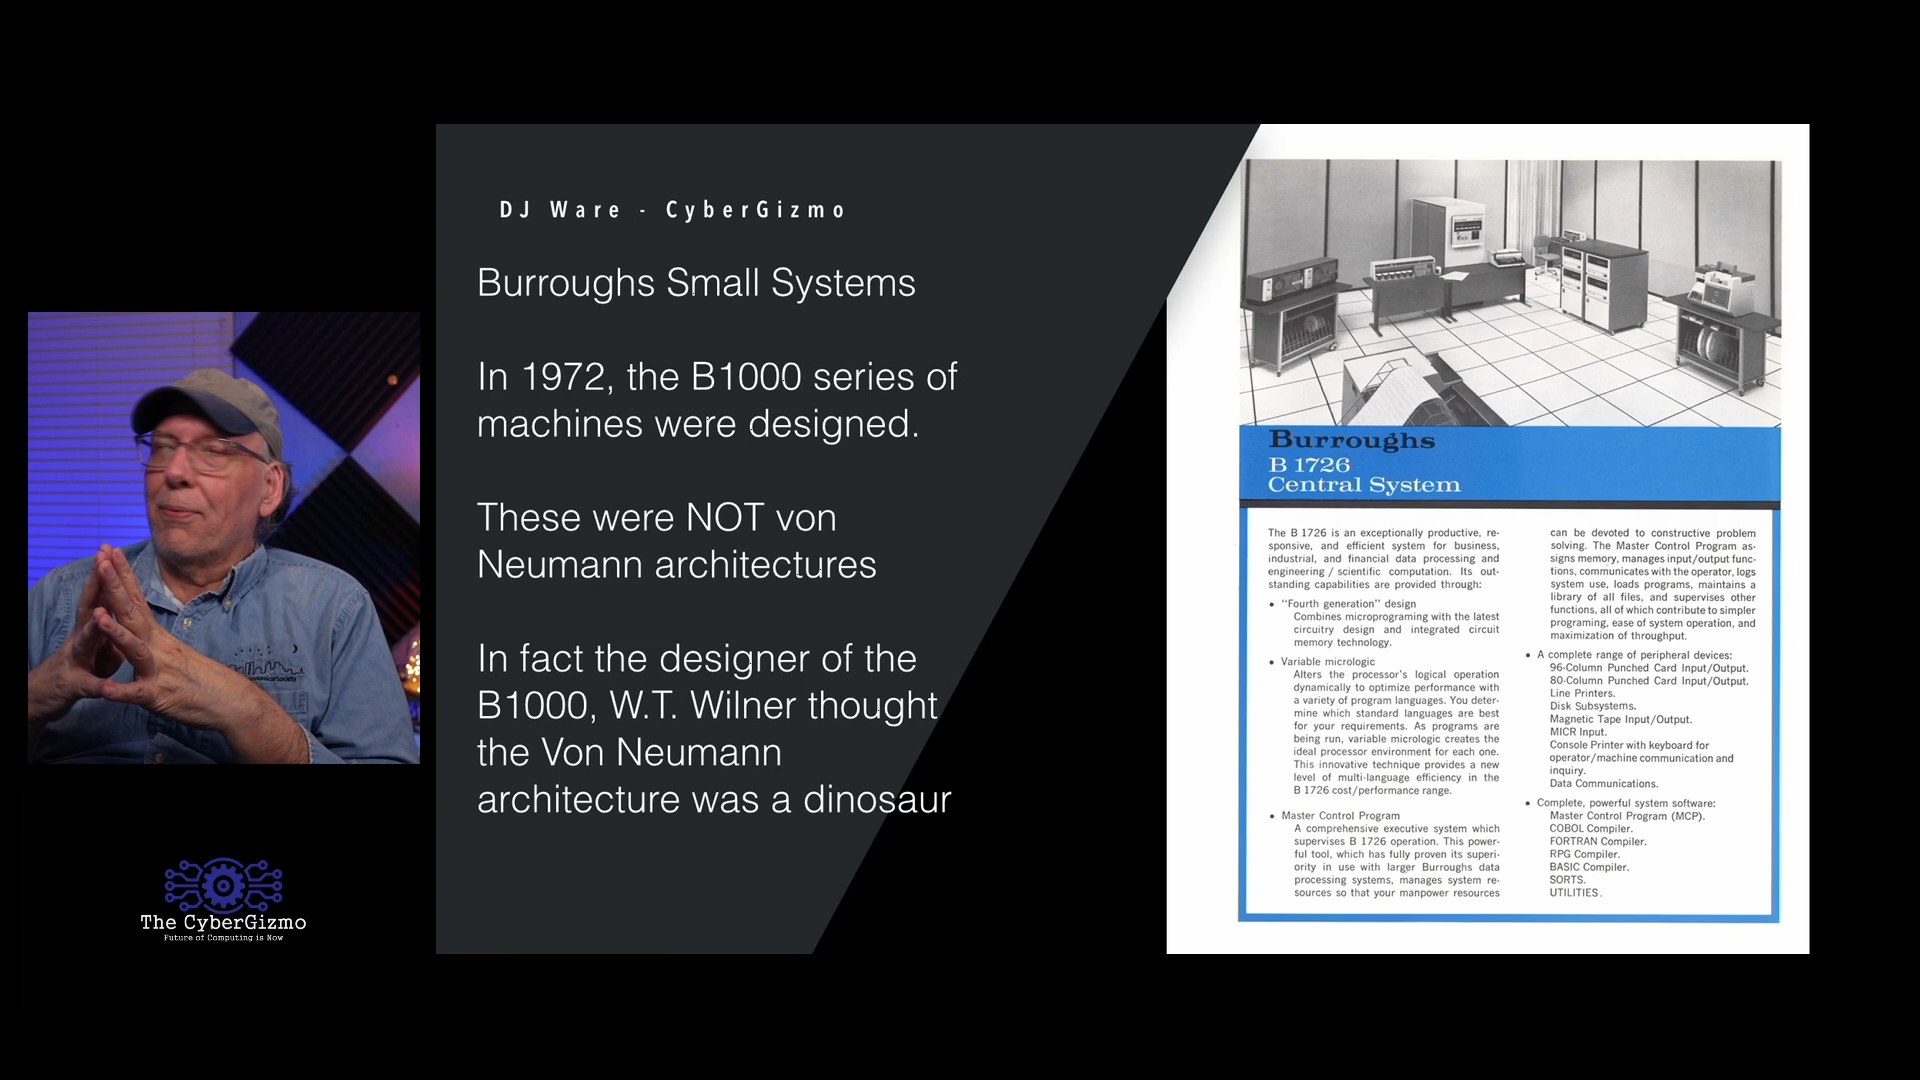 DJ Ware - CyberGizmo
Burroughs Small Systems
In 1972, the B1000 series of
machines were designed.
These were NOT von
Neumann architectures
In fact the designer of the
B1000, W.T. Wilner thought
the Von Neumann
architecture was a dinosaur
The CyberGizmo
Future of Computing is Now
Burroughs
B 1726
Central System
The B 1726 is an exceptionally productive, re-
sponsive, and efficient system for business,
industrial, and financial data processing and
engineering / scientific computation. Its out-
standing capabilities are provided through:
• "Fourth generation" design
Combines microprograming with the latest
circuitry design and integrated circuit
memory technology.
• Variable micrologic
Alters the processor's logical operation
dynamically to optimize performance with
a variety of program languages. You deter-
mine which standard languages are best
for your requirements. As programs are
being run, variable micrologic creates the
ideal processor environment for each one.
This innovative technique provides a new
level of multi-language efficiency in the
B 1726 cost/performance range.
• Master Control Program
A comprehensive executive system which
supervises B 1726 operation. This power-
ful tool, which has fully proven its superi-
ority in use with larger Burroughs data
processing systems, manages system re-
sources so that your manpower resources
can be devoted to constructive problem
solving. The Master Control Program as-
signs memory, manages input/output func-
tions, communicates with the operator, logs
system use, loads programs, maintains a
library of all files, and supervises other
functions, all of which contribute to simpler
programing, ease of system operation, and
maximization of throughput.
• A complete range of peripheral devices:
96-Column Punched Card Input/Output.
80-Column Punched Card Input/Output.
Line Printers.
Disk Subsystems.
Magnetic Tape Input/Output.
MICR Input.
Console Printer with keyboard for
operator/machine communication and
inquiry.
Data Communications.
• Complete, powerful system software:
Master Control Program (MCP).
COBOL Compiler.
FORTRAN Compiler.
RPG Compiler.
BASIC Compiler.
SORTS.
UTILITIES.